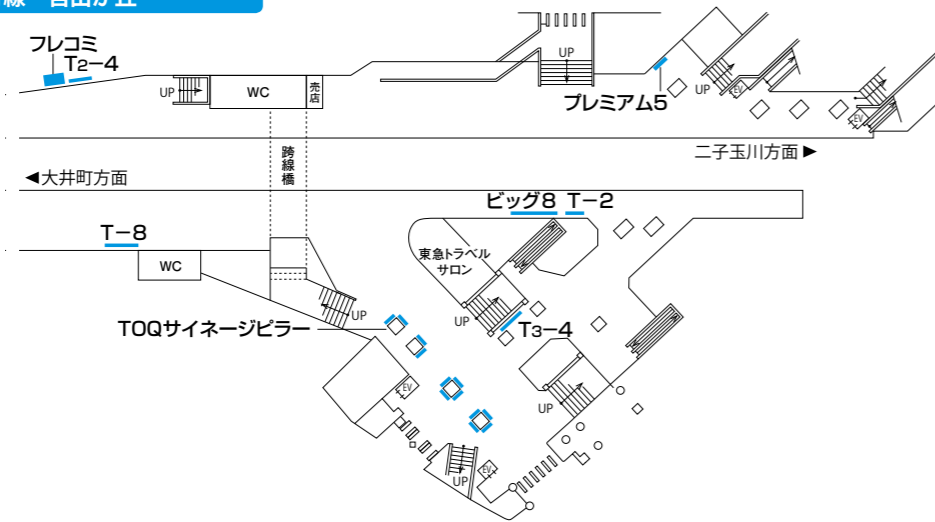 線 自由が丘
フレコミ
T2-4
UP
WC
売店
UP
プレミアム5
UP
EV
EV
跨線橋
二子玉川方面▶
◀大井町方面
ビッグ8 T-2
T-8
WC
東急トラベル
サロン
UP
UP
T3-4
TOQサイネージピラー
EV
UP
EV
UP